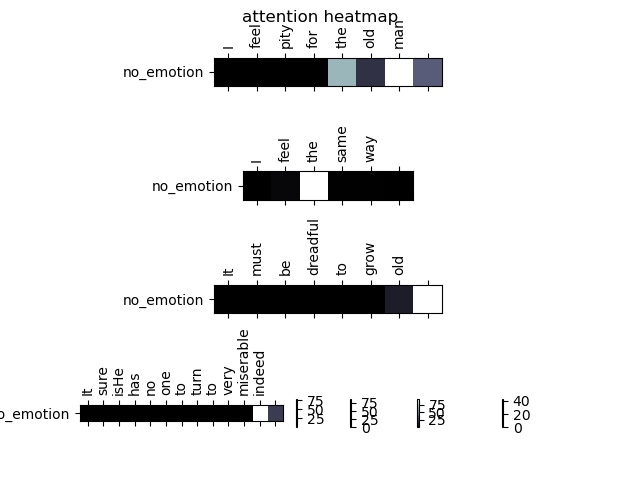 attention heatmap
I feel pity for the old man
no_emotion
I feel the same way
no_emotion
It must be dreadful to grow old
no_emotion
It sure isHe has no one to turn to very miserable indeed
o_emotion
75 50 25
75 50 25 0
75 50 25
40 20 0